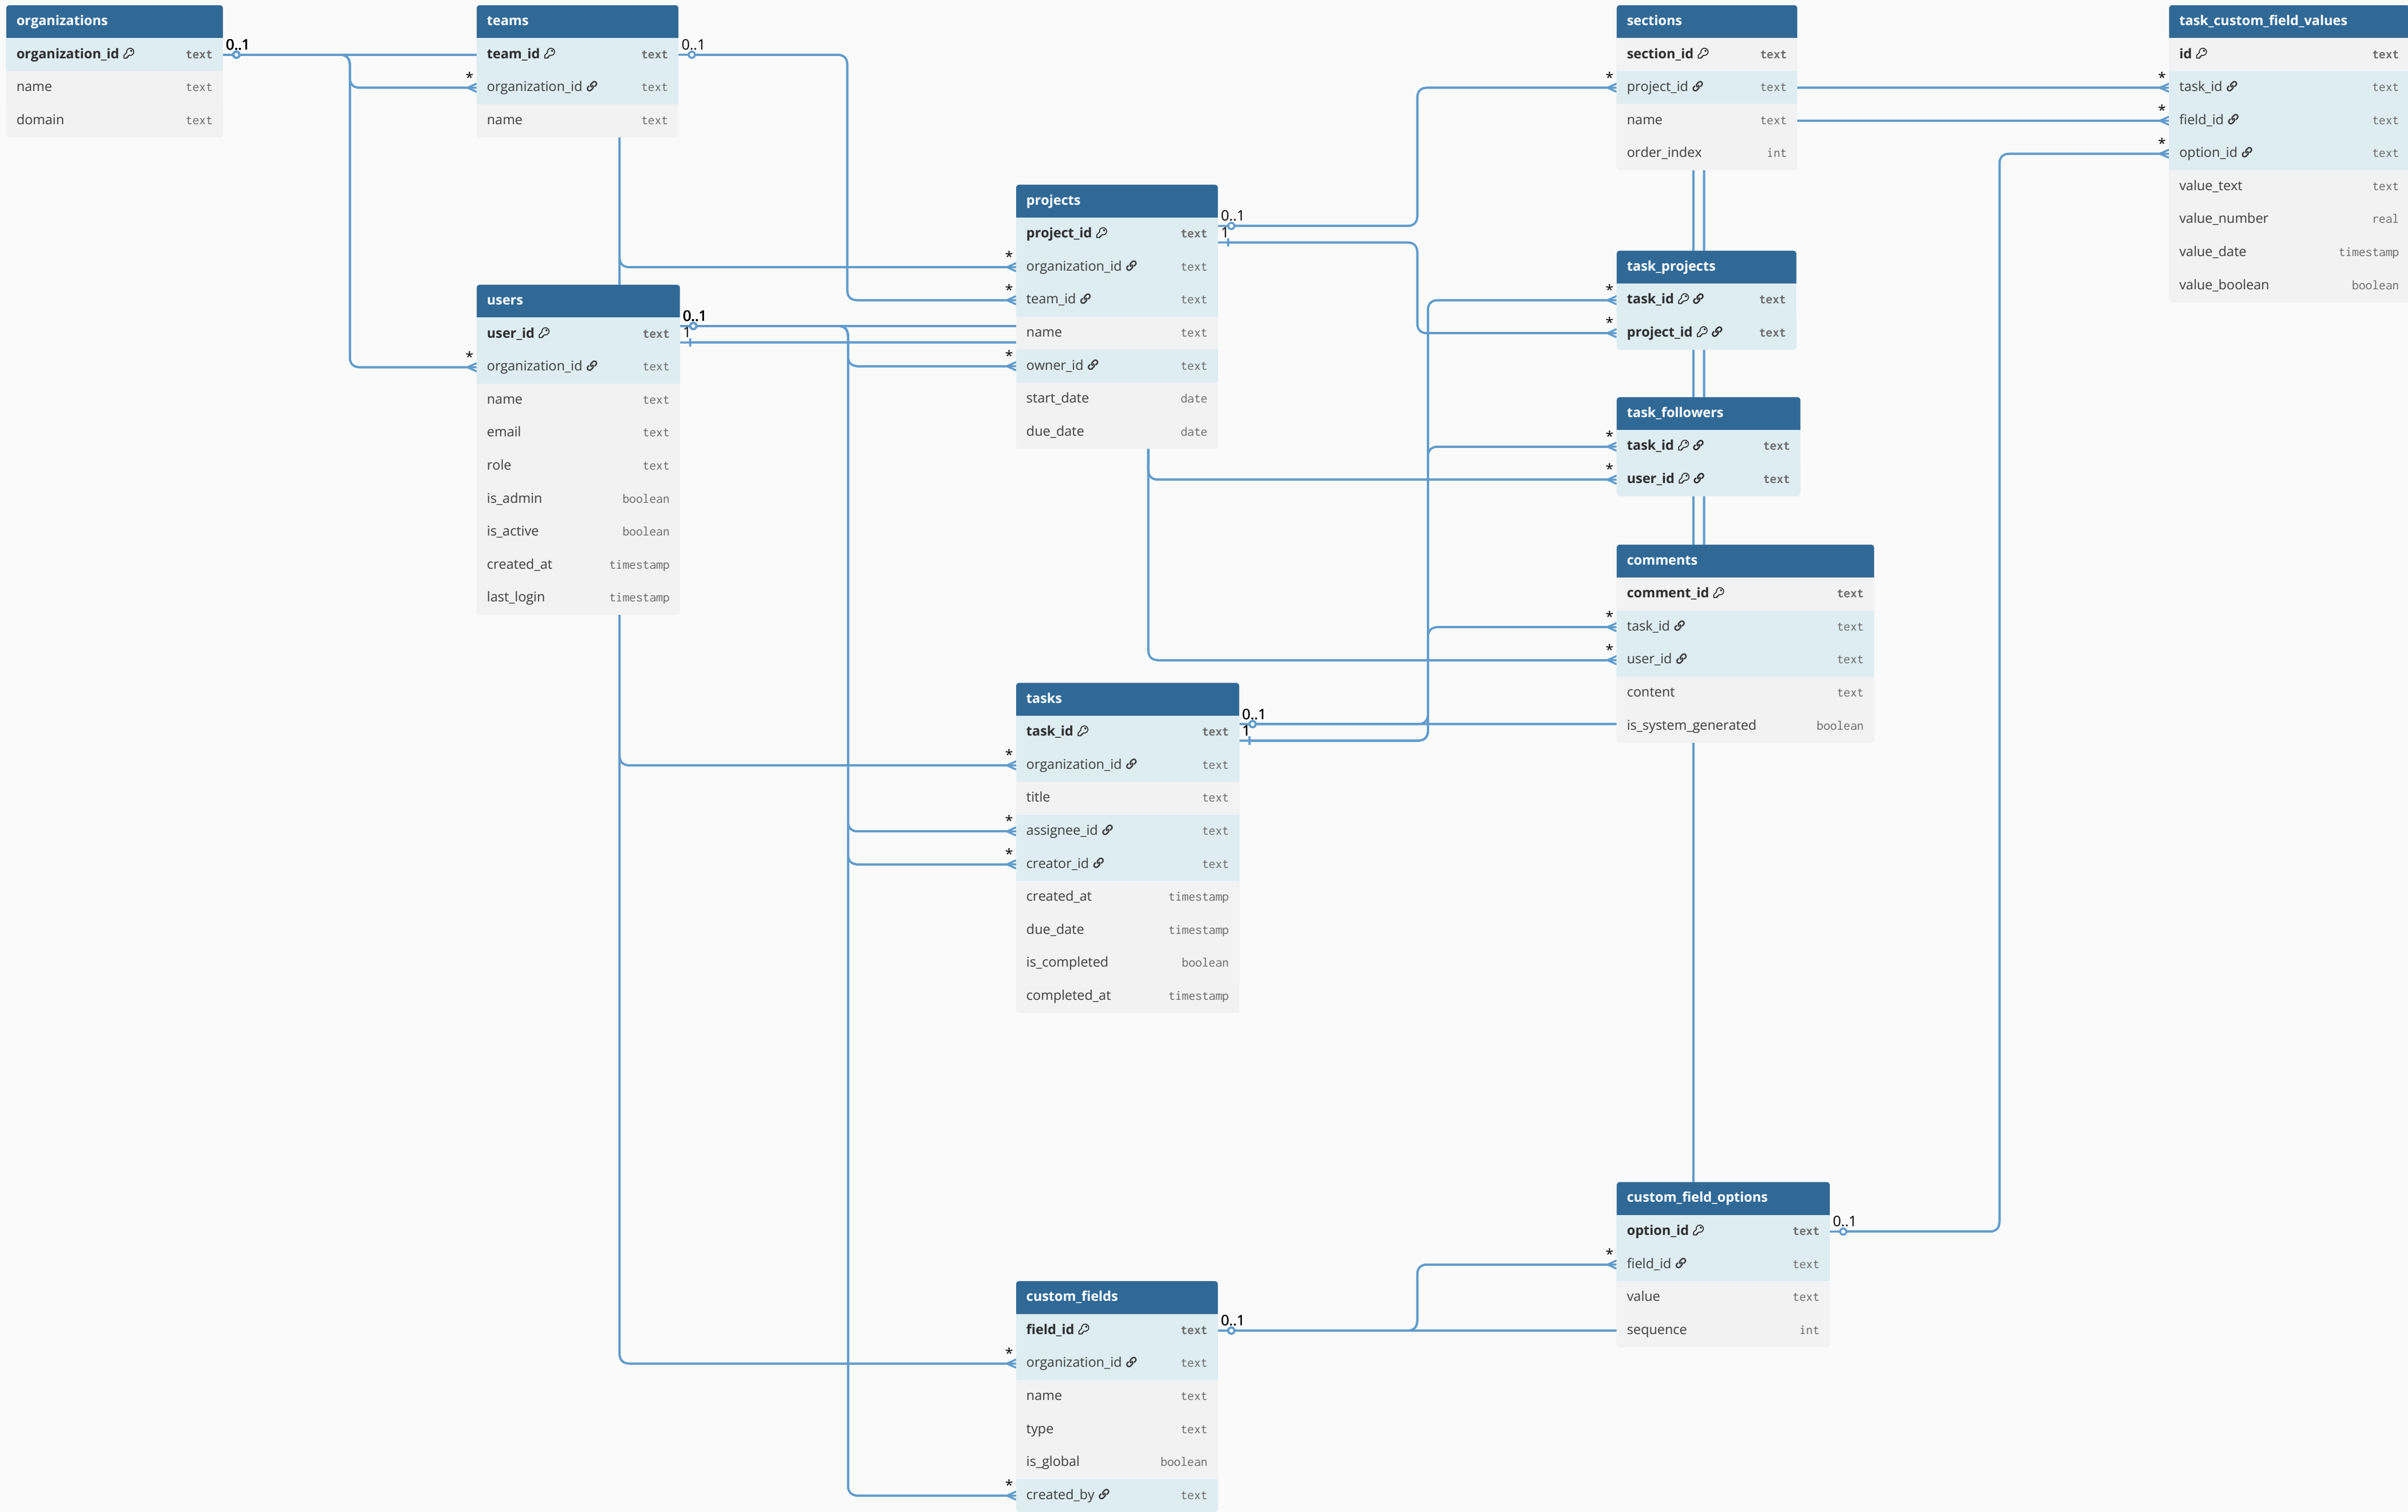 organizations
organization_id text
name text
domain text
0..1
*
*
teams
team_id text
organization_id text
name text
0..1
users
user_id text
organization_id text
name text
email text
role text
is_admin boolean
is_active boolean
created_at timestamp
last_login timestamp
0..1
1
*
*
*
projects
project_id text
organization_id text
team_id text
name text
owner_id text
start_date date
due_date date
0..1
1
*
*
*
tasks
task_id text
organization_id text
title text
assignee_id text
creator_id text
created_at timestamp
due_date timestamp
is_completed boolean
completed_at timestamp
0..1
1
*
*
custom_fields
field_id text
organization_id text
name text
type text
is_global boolean
created_by text
0..1
*
sections
section_id text
project_id text
name text
order_index int
*
*
task_projects
task_id text
project_id text
*
*
task_followers
task_id text
user_id text
*
*
comments
comment_id text
task_id text
user_id text
content text
is_system_generated boolean
*
custom_field_options
option_id text
field_id text
value text
sequence int
0..1
*
*
*
task_custom_field_values
id text
task_id text
field_id text
option_id text
value_text text
value_number real
value_date timestamp
value_boolean boolean